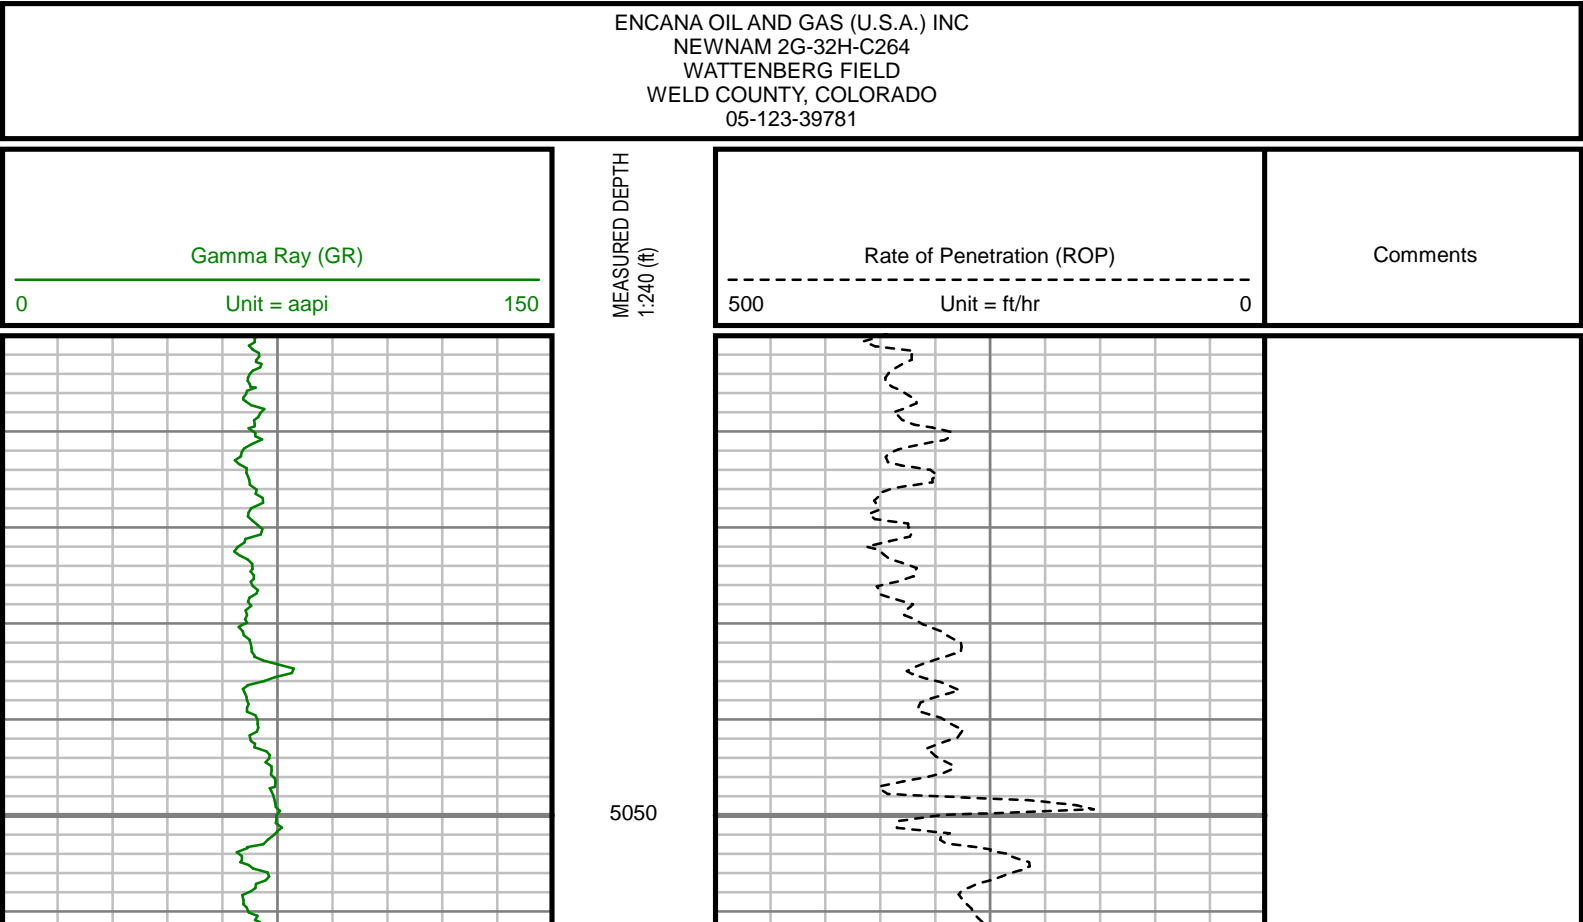 ENCANA OIL AND GAS (U.S.A.) INC
NEWNAM 2G-32H-C264
WATTENBERG FIELD
WELD COUNTY, COLORADO
05-123-39781
Gamma Ray (GR)
0 Unit = aapi 150
MEASURED DEPTH
1:240 (ft)
Rate of Penetration (ROP)
500 Unit = ft/hr 0
Comments
5050